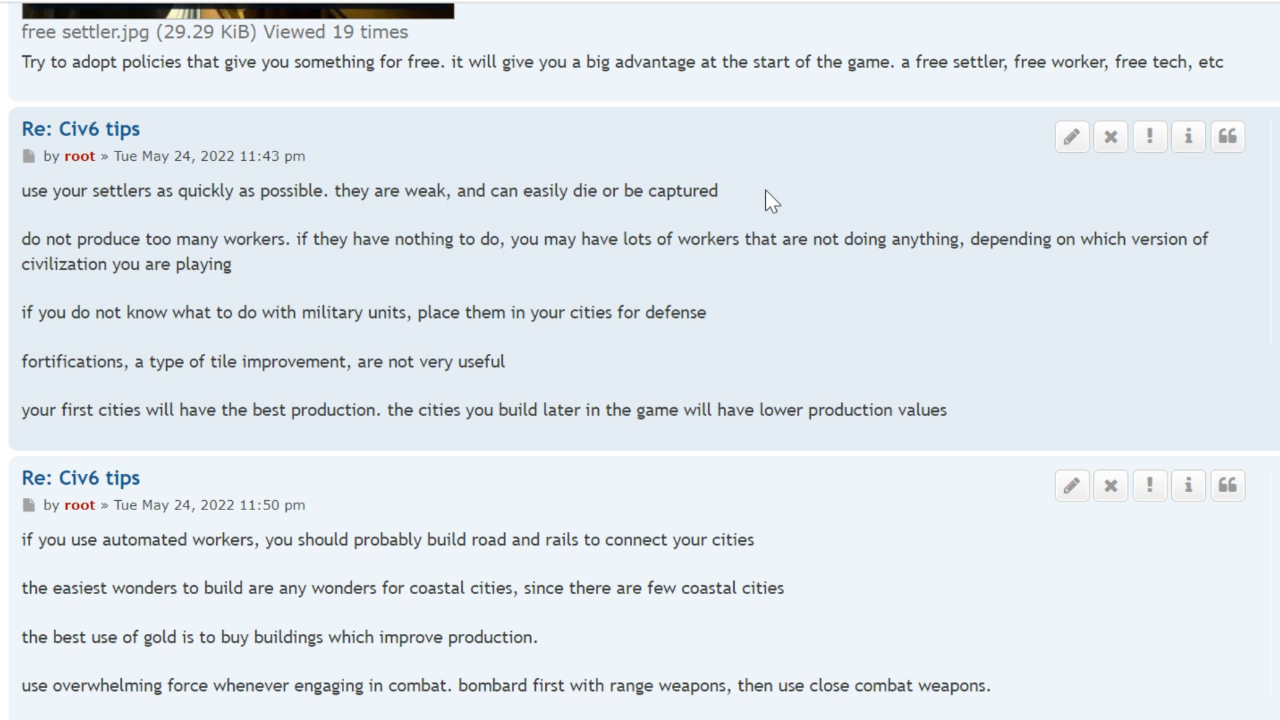 free settler.jpg (29.29 KiB) Viewed 19 times
Try to adopt policies that give you something for free. it will give you a big advantage at the start of the game. a free settler, free worker, free tech, etc
Re: Civ6 tips
by root » Tue May 24, 2022 11:43 pm
use your settlers as quickly as possible. they are weak, and can easily die or be captured
do not produce too many workers. if they have nothing to do, you may have lots of workers that are not doing anything, depending on which version of
civilization you are playing
if you do not know what to do with military units, place them in your cities for defense
fortifications, a type of tile improvement, are not very useful
your first cities will have the best production. the cities you build later in the game will have lower production values
Re: Civ6 tips
by root » Tue May 24, 2022 11:50 pm
if you use automated workers, you should probably build road and rails to connect your cities
the easiest wonders to build are any wonders for coastal cities, since there are few coastal cities
the best use of gold is to buy buildings which improve production.
use overwhelming force whenever engaging in combat. bombard first with range weapons, then use close combat weapons.